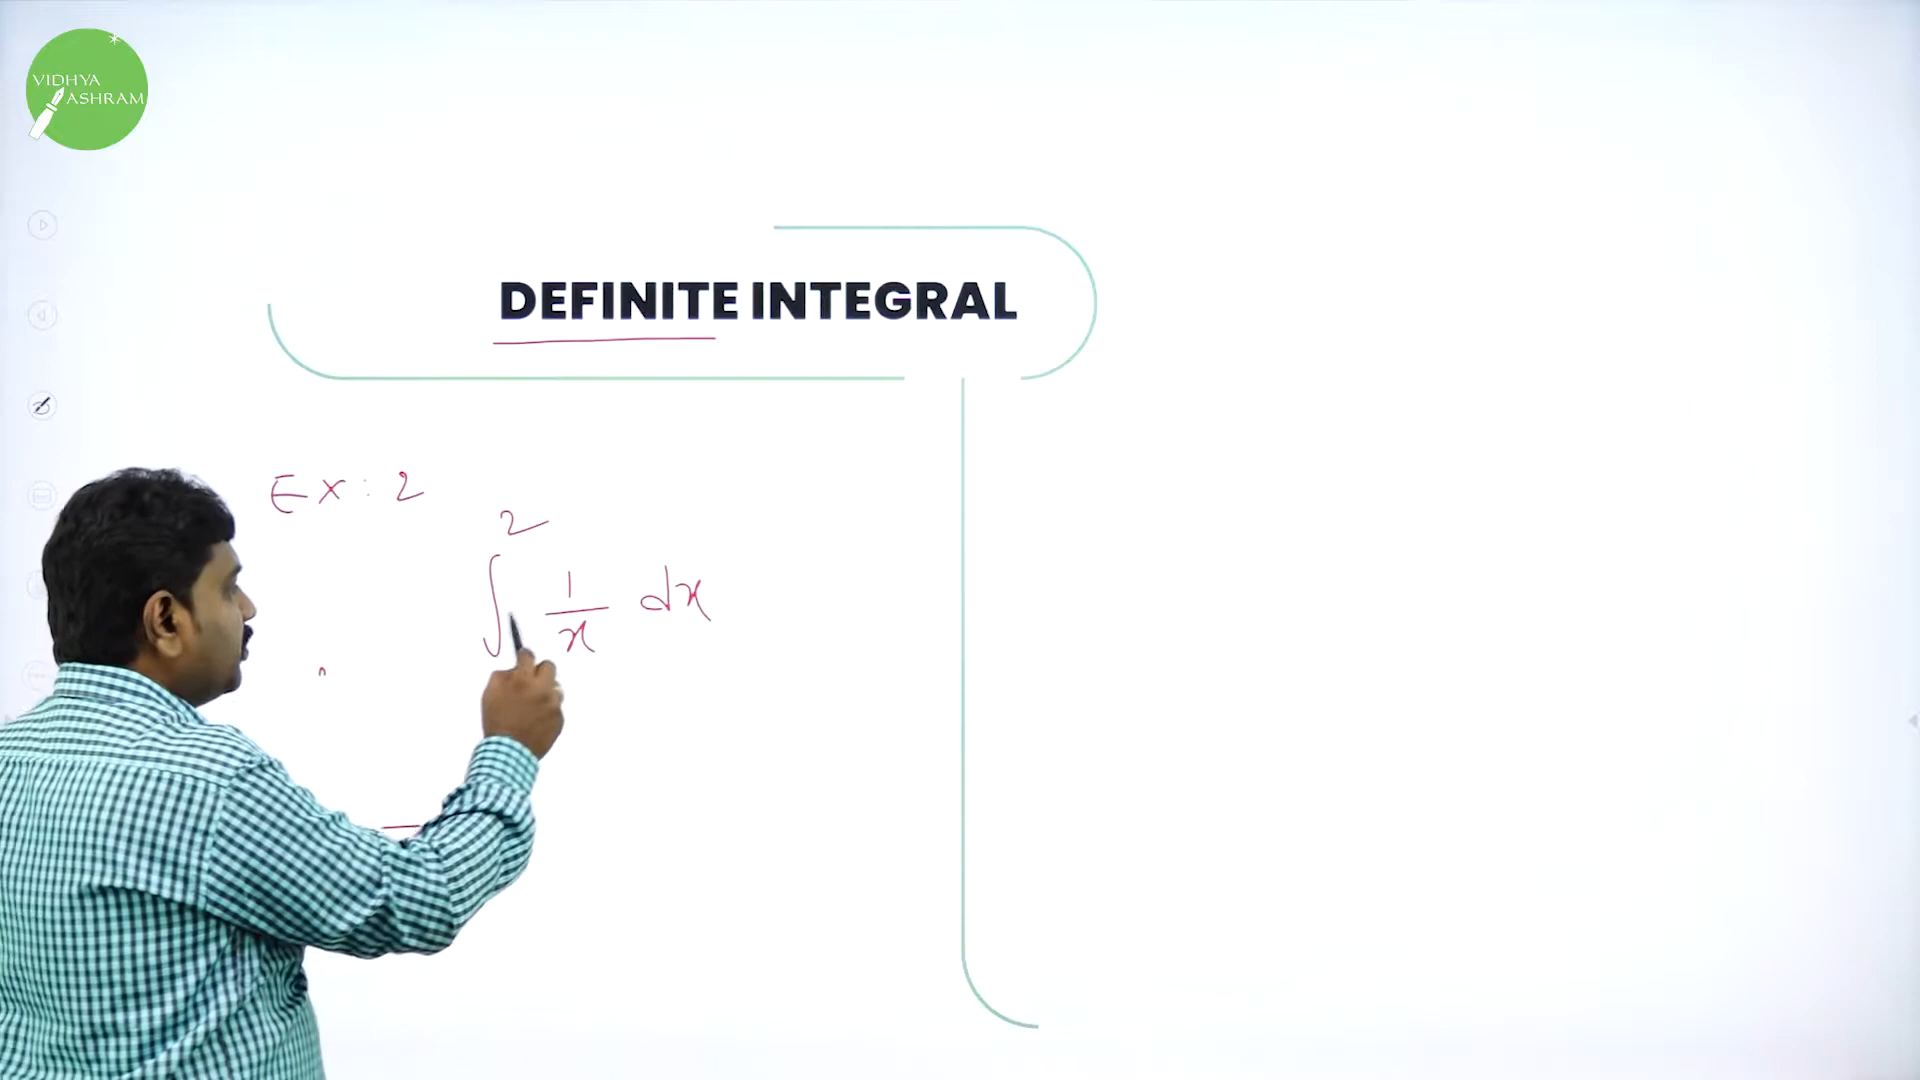 VIDHYA
ASHRAM
DEFINITE INTEGRAL
Ex: 2
2
∫ 1/x dx